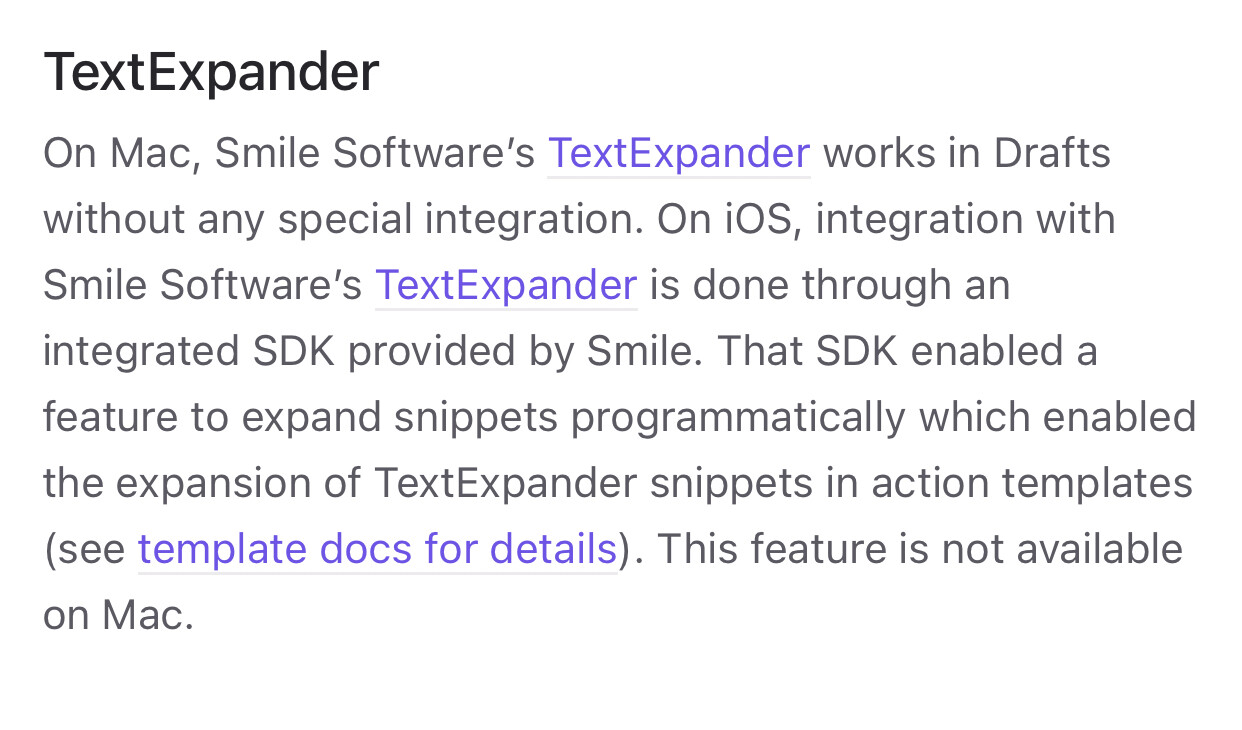 TextExpander
On Mac, Smile Software’s TextExpander works in Drafts
without any special integration. On iOS, integration with
Smile Software’s TextExpander is done through an
integrated SDK provided by Smile. That SDK enabled a
feature to expand snippets programmatically which enabled
the expansion of TextExpander snippets in action templates
(see template docs for details). This feature is not available
on Mac.